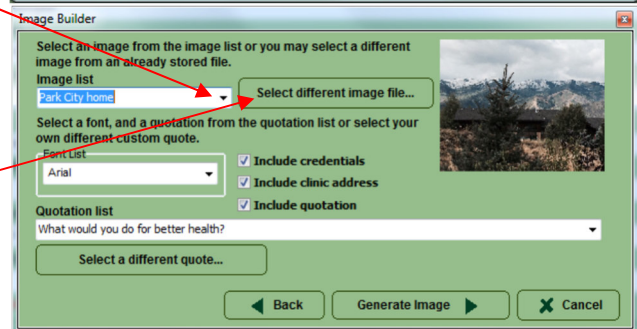 Image Builder
Select an image from the image list or you may select a different
image from an already stored file.
Image list
Park City home
Select different image file...
Select a font, and a quotation from the quotation list or select your
own different custom quote.
Font List
Arial
Include credentials
Include clinic address
Include quotation
Quotation list
What would you do for better health?
Select a different quote...
Back
Generate Image
Cancel